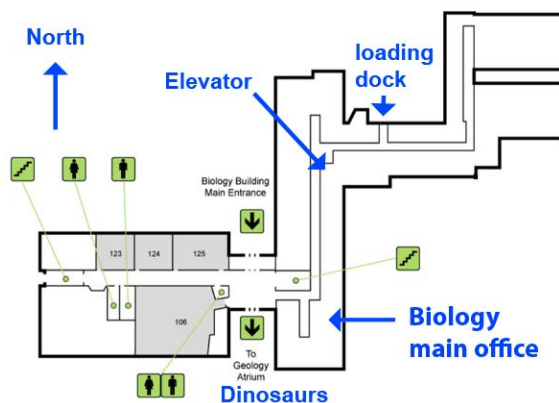 North
loading
dock
Elevator
Biology Building
Main Entrance
123
124
125
106
To
Geology
Atrium
Dinosaurs
Biology
main office